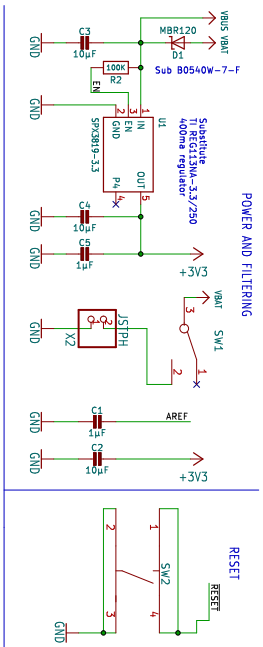 POWER AND FILTERING
VBUS
VBAT
MBR120
D1
Sub B0540W-7-F
C3
10µF
GND
100K
R2
EN
GND
U1
SPX3819-3.3
IN
EN
GND
OUT
P4
1
3
2
5
4
Substitute
TI REG113NA-3.3/250
400ma regulator
C4
10µF
GND
C5
1µF
GND
+3V3
VBAT
SW1
3
1
2
JSTPH
X2
1
2
GND
AREF
C1
1µF
GND
C2
10µF
GND
+3V3
RESET
RESET
SW2
1
2
3
4
GND